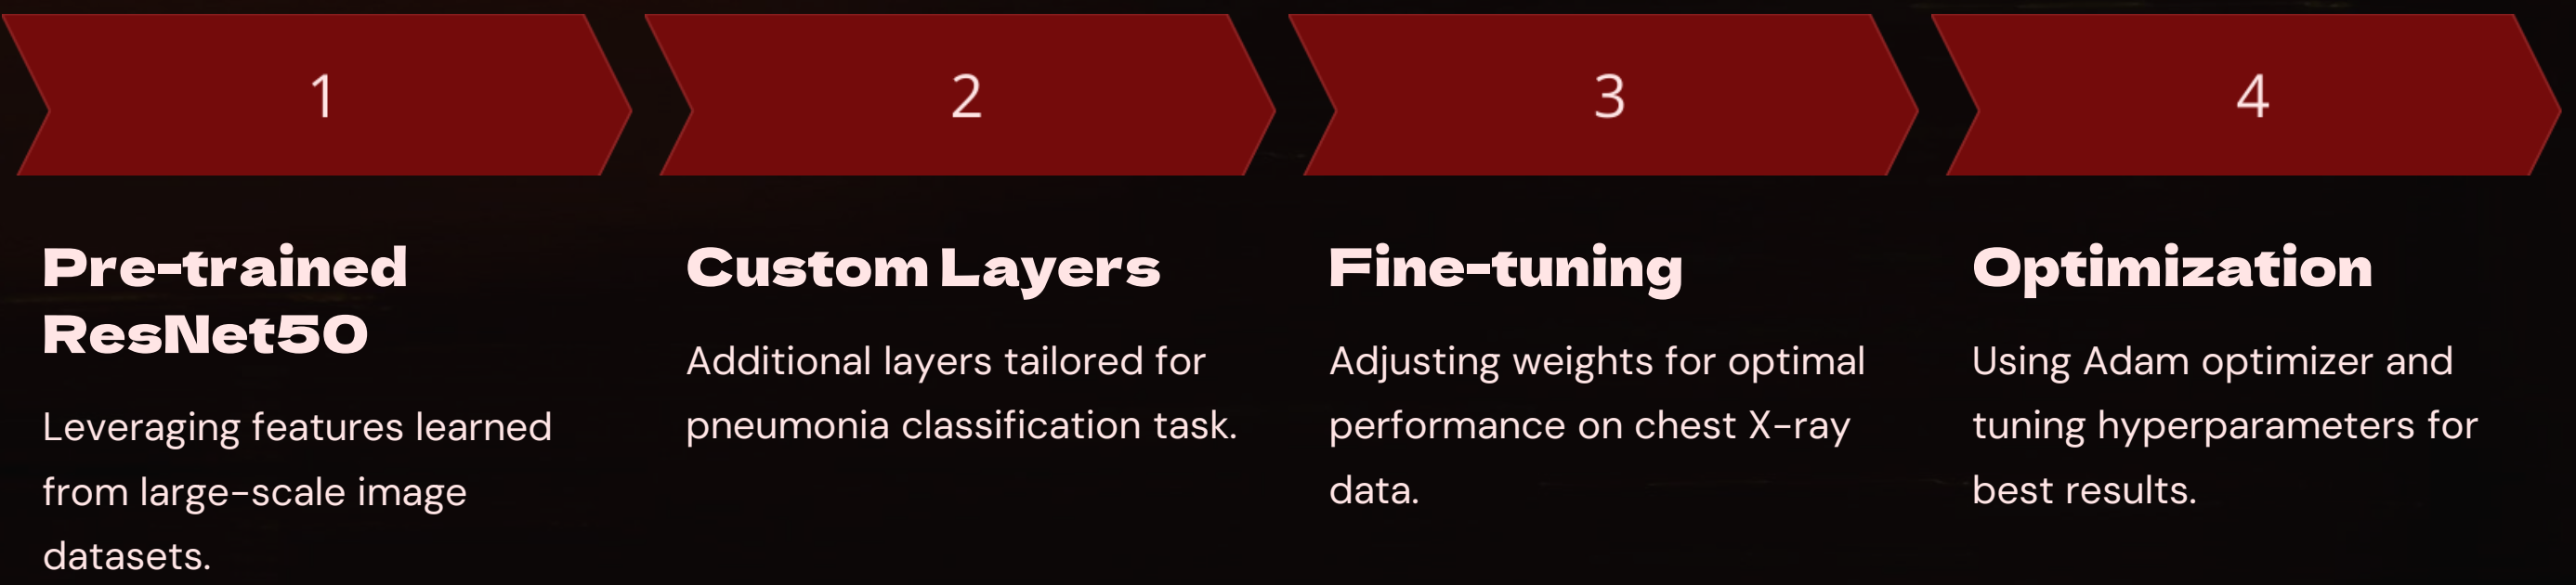 1
Pre-trained
ResNet50
Leveraging features learned
from large-scale image
datasets.
2
Custom Layers
Additional layers tailored for
pneumonia classification task.
3
Fine-tuning
Adjusting weights for optimal
performance on chest X-ray
data.
4
Optimization
Using Adam optimizer and
tuning hyperparameters for
best results.